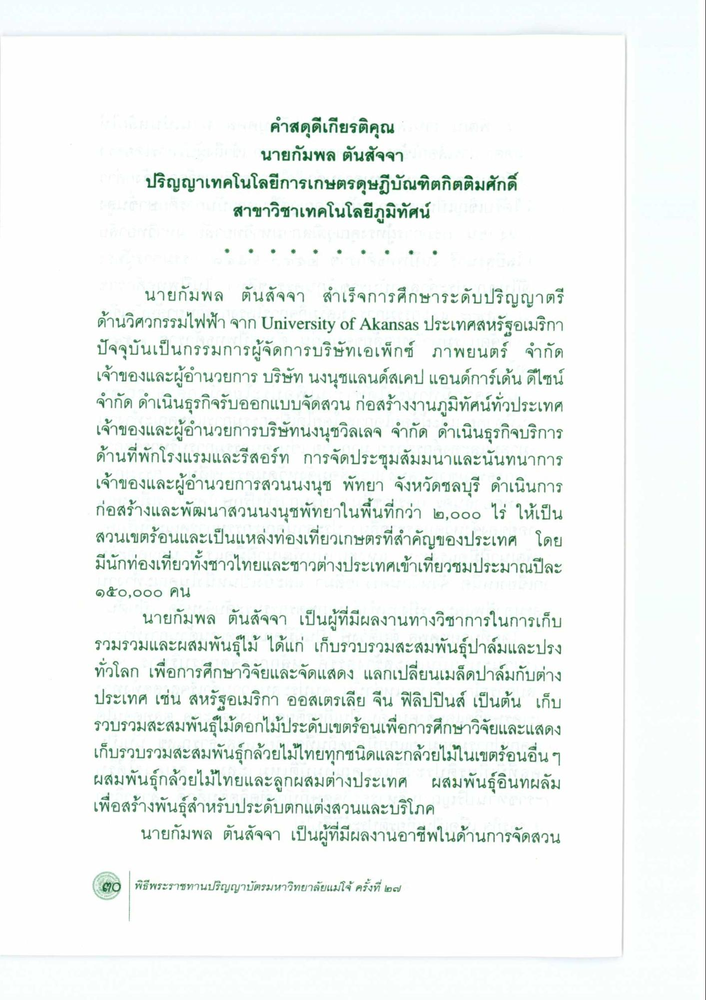 คำสดุดีเกียรติคุณ
นายกัมพล ตันสัจจา
ปริญญาเทคโนโลยีการเกษตรดุษฎีบัณฑิตกิตติมศักดิ์
สาขาวิชาเทคโนโลยีภูมิทัศน์
* * * * * * * * * *
นายกัมพล ตันสัจจา สำเร็จการศึกษาระดับปริญญาตรี
ด้านวิศวกรรมไฟฟ้า จาก University of Akansas ประเทศสหรัฐอเมริกา
ปัจจุบันเป็นกรรมการผู้จัดการบริษัทเอเพ็กซ์ ภาพยนตร์ จำกัด
เจ้าของและผู้อำนวยการ บริษัท นงนุชแลนด์สเคป แอนด์การ์เด้น ดีไซน์
จำกัด ดำเนินธุรกิจรับออกแบบจัดสวน ก่อสร้างงานภูมิทัศน์ทั่วประเทศ
เจ้าของและผู้อำนวยการบริษัทนงนุชวิลเลจ จำกัด ดำเนินธุรกิจบริการ
ด้านที่พักโรงแรมและรีสอร์ท การจัดประชุมสัมมนาและนันทนาการ
เจ้าของและผู้อำนวยการสวนนงนุช พัทยา จังหวัดชลบุรี ดำเนินการ
ก่อสร้างและพัฒนาสวนนงนุชพัทยาในพื้นที่กว่า ๒,๐๐๐ ไร่ ให้เป็น
สวนเขตร้อนและเป็นแหล่งท่องเที่ยวเกษตรที่สำคัญของประเทศ โดย
มีนักท่องเที่ยวทั้งชาวไทยและชาวต่างประเทศเข้าเที่ยวชมประมาณปีละ
๑๕๐,๐๐๐ คน
นายกัมพล ตันสัจจา เป็นผู้ที่มีผลงานทางวิชาการในการเก็บ
รวมรวมและผสมพันธุ์ไม้ ได้แก่ เก็บรวบรวมสะสมพันธุ์ปาล์มและปรง
ทั่วโลก เพื่อการศึกษาวิจัยและจัดแสดง แลกเปลี่ยนเมล็ดปาล์มกับต่าง
ประเทศ เช่น สหรัฐอเมริกา ออสเตรเลีย จีน ฟิลิปปินส์ เป็นต้น เก็บ
รวบรวมสะสมพันธุ์ไม้ดอกไม้ประดับเขตร้อนเพื่อการศึกษาวิจัยและแสดง
เก็บรวบรวมสะสมพันธุ์กล้วยไม้ไทยทุกชนิดและกล้วยไม้ในเขตร้อนอื่น ๆ
ผสมพันธุ์กล้วยไม้ไทยและลูกผสมต่างประเทศ ผสมพันธุ์อินทผลัม
เพื่อสร้างพันธุ์สำหรับประดับตกแต่งสวนและบริโภค
นายกัมพล ตันสัจจา เป็นผู้ที่มีผลงานอาชีพในด้านการจัดสวน
๓๐ พิธีพระราชทานปริญญาบัตรมหาวิทยาลัยแม่โจ้ ครั้งที่ ๒๗